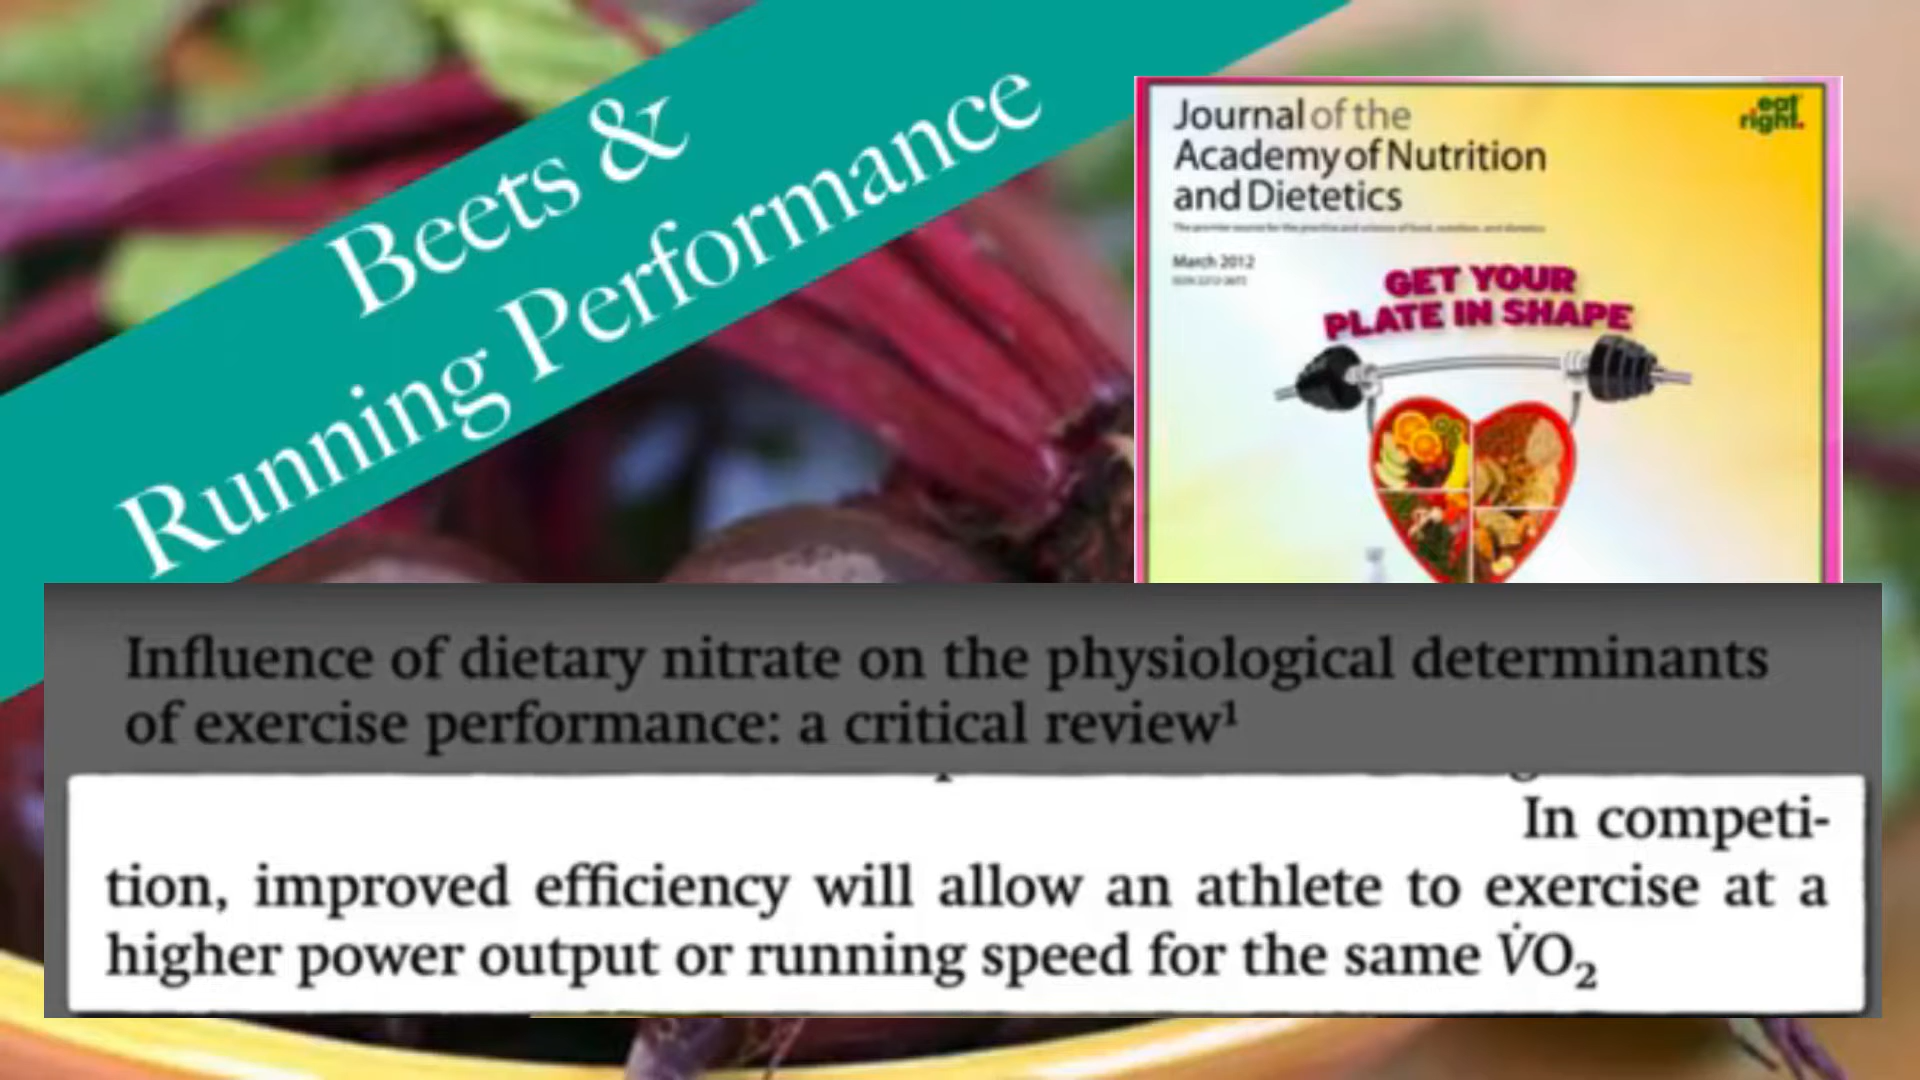 Beets &
Running Performance
Journal of the
Academy of Nutrition
and Dietetics
eat
right.
March 2012
GET YOUR
PLATE IN SHAPE
Influence of dietary nitrate on the physiological determinants
of exercise performance: a critical review¹
In competi-
tion, improved efficiency will allow an athlete to exercise at a
higher power output or running speed for the same V̇O₂